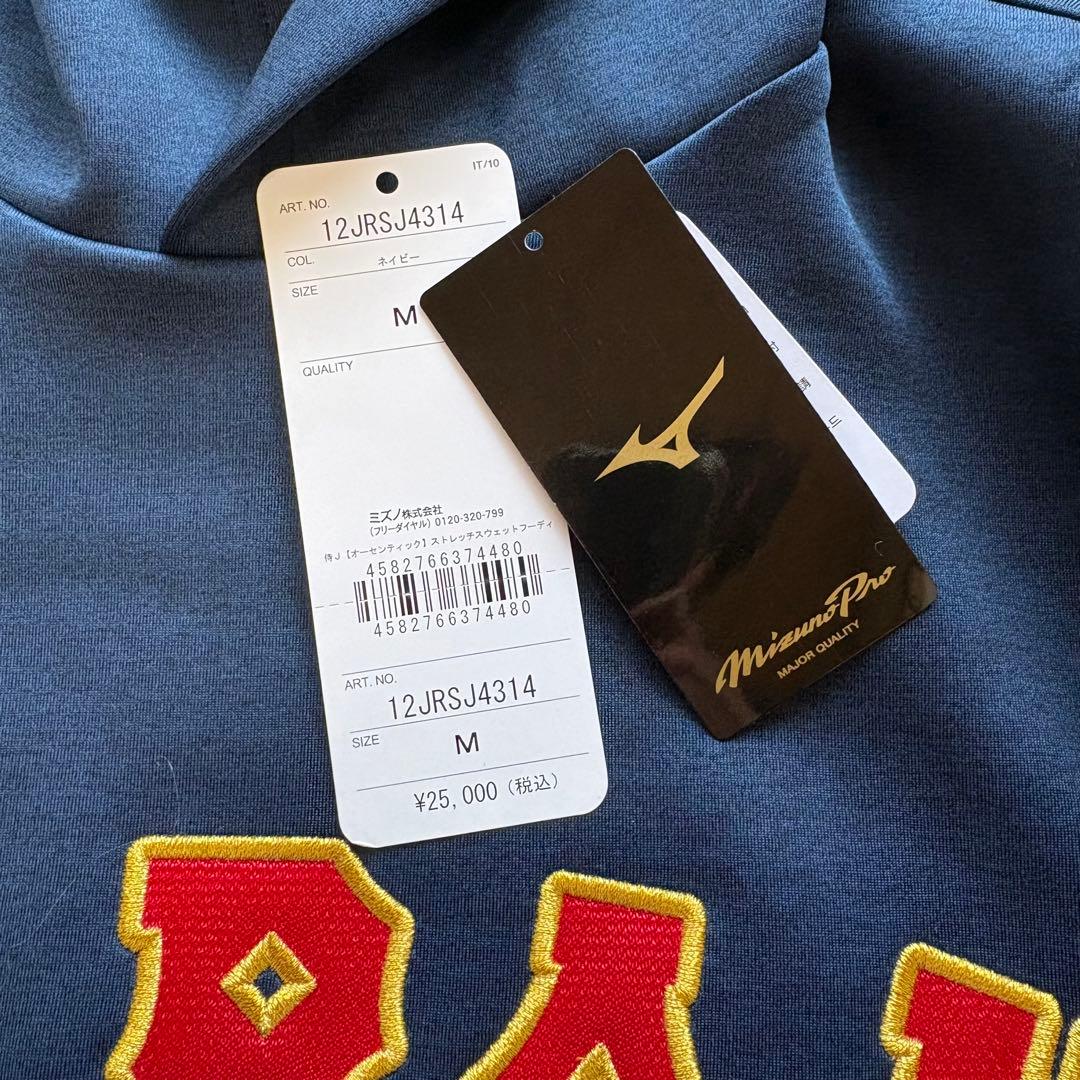 IT/10
ART. NO.
12JRSJ4314
COL.
ネイビー
SIZE
M
QUALITY
ミズノ株式会社
(フリーダイヤル) 0120-320-799
侍J【オーセンティック】ストレッチスウェットフーディ
4582766374480
4582766374480
ART. NO.
12JRSJ4314
SIZE
M
¥25,000 (税込)
Mizuno Pro
MAJOR QUALITY